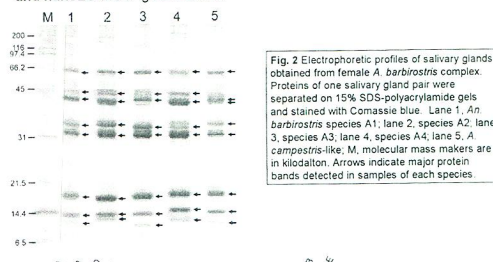 M 1 2 3 4 5
200
116
97.4
66.2
45
31
21.5
14.4
6.5
Fig. 2 Electrophoretic profiles of salivary glands
obtained from female A. barbirostris complex.
Proteins of one salivary gland pair were
separated on 15% SDS-polyacrylamide gels
and stained with Comassie blue. Lane 1, An.
barbirostris species A1; lane 2, species A2; lane
3, species A3; lane 4, species A4; lane 5, A.
campestris-like; M, molecular mass makers are
in kilodalton. Arrows indicate major protein
bands detected in samples of each species.